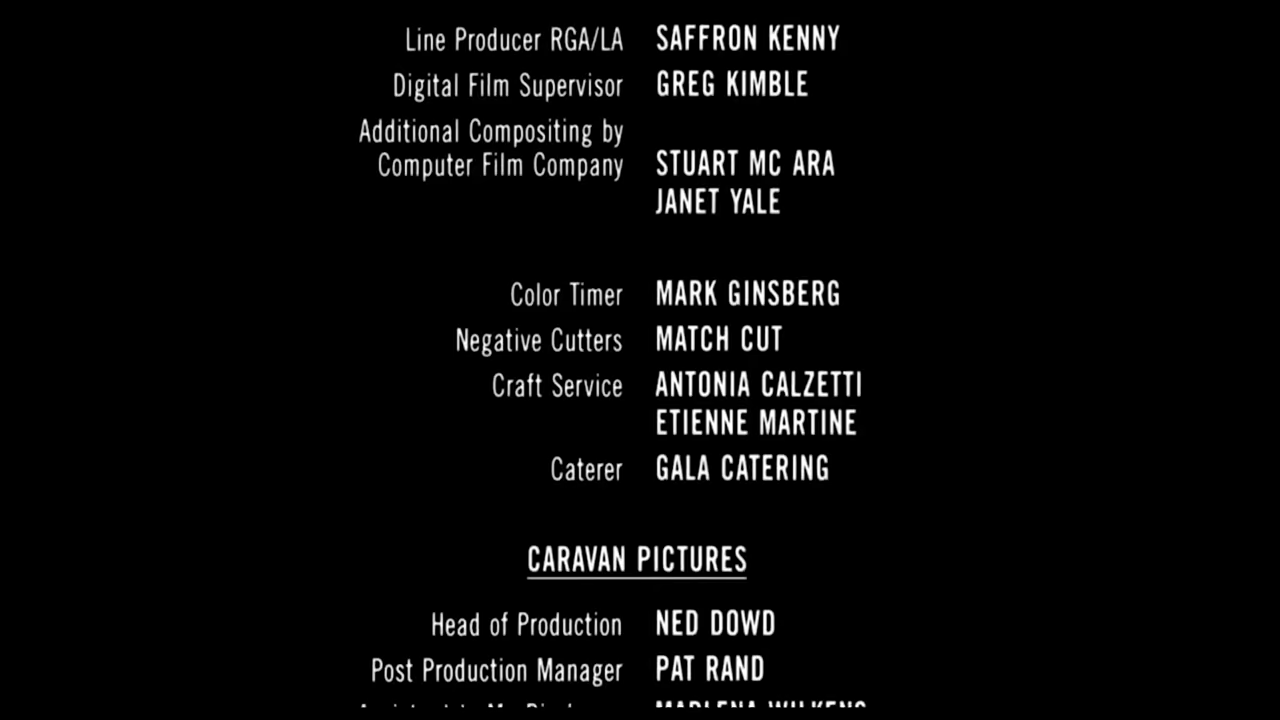 Line Producer RGA/LA SAFFRON KENNY
Digital Film Supervisor GREG KIMBLE
Additional Compositing by
Computer Film Company STUART MC ARA
JANET YALE
Color Timer MARK GINSBERG
Negative Cutters MATCH CUT
Craft Service ANTONIA CALZETTI
ETIENNE MARTINE
Caterer GALA CATERING
CARAVAN PICTURES
Head of Production NED DOWD
Post Production Manager PAT RAND
MARLENA WILKENS